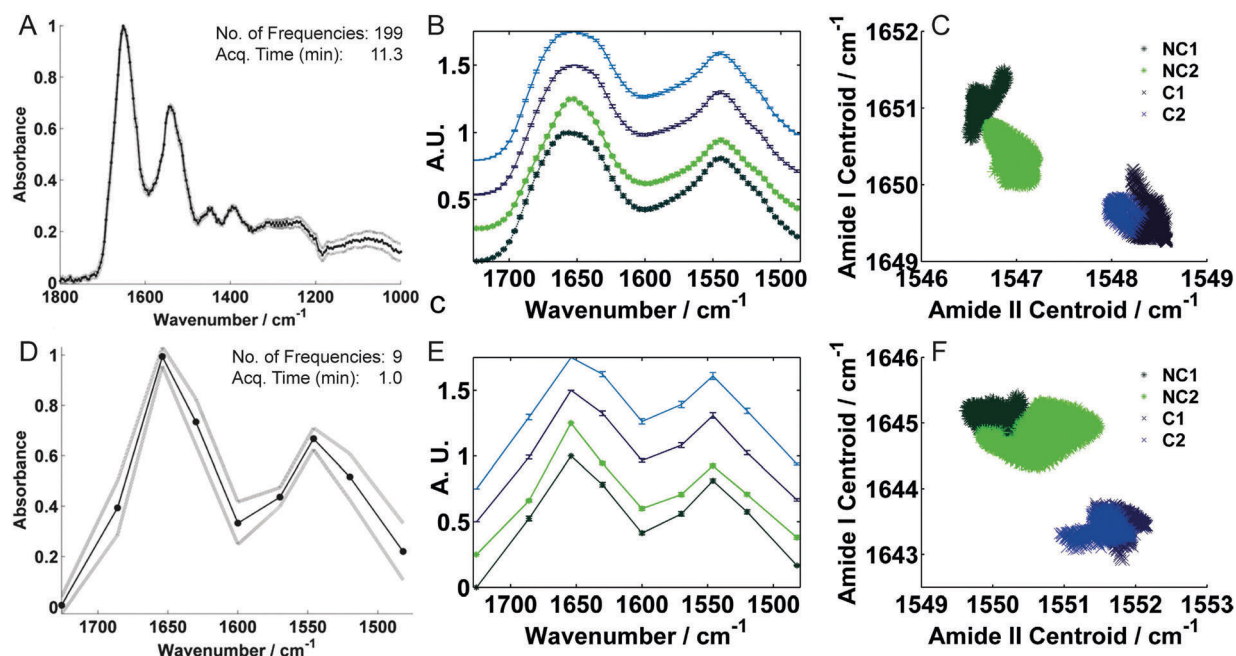 A
No. of Frequencies: 199
Acq. Time (min): 11.3
Absorbance
1
0.8
0.6
0.4
0.2
0
1800 1600 1400 1200 1000
Wavenumber / cm-1
B
A.U.
1.5
1
0.5
1700 1650 1600 1550 1500
Wavenumber / cm-1
c
C
NC1
NC2
C1
C2
Amide I Centroid / cm-1
1652
1651
1650
1649
1546 1547 1548 1549
Amide II Centroid / cm-1
D
No. of Frequencies: 9
Acq. Time (min): 1.0
Absorbance
1
0.8
0.6
0.4
0.2
0
1700 1650 1600 1550 1500
Wavenumber / cm-1
E
A. U.
1.5
1
0.5
0
1700 1650 1600 1550 1500
Wavenumber / cm-1
F
NC1
NC2
C1
C2
Amide I Centroid / cm-1
1646
1645
1644
1643
1549 1550 1551 1552 1553
Amide II Centroid / cm-1